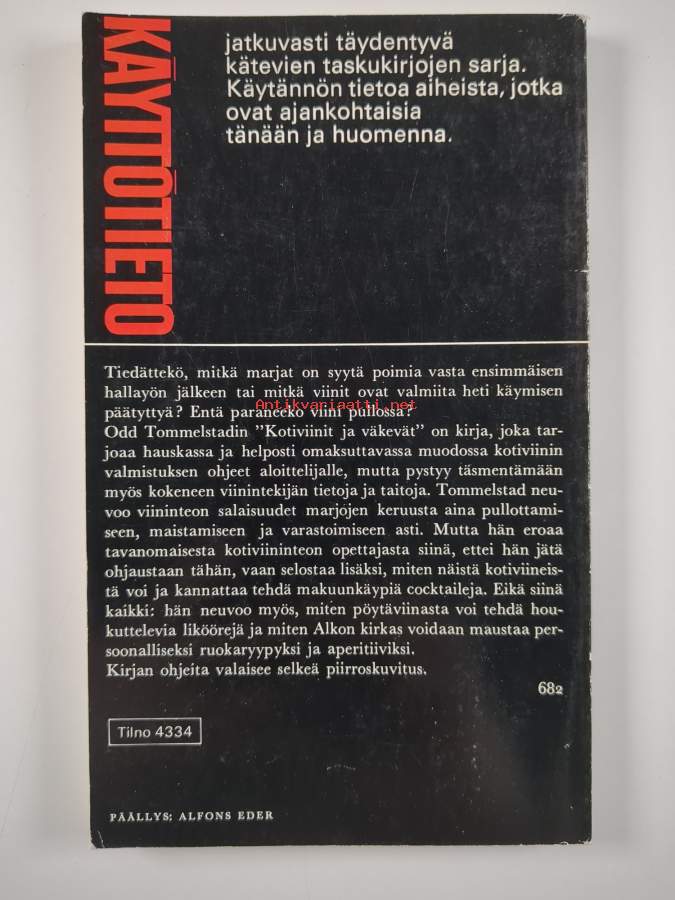 KÄYTTÖTIETO
jatkuvasti täydentyvä
kätevien taskukirjojen sarja.
Käytännön tietoa aiheista, jotka
ovat ajankohtaisia
tänään ja huomenna.
Tiedättekö, mitkä marjat on syytä poimia vasta ensimmäisen
hallayön jälkeen tai mitkä viinit ovat valmiita heti käymisen
Antikvariaatti.net
päätyttyä? Entä paraneeko viini pullossa?
Odd Tommelstadin "Kotiviinit ja väkevät" on kirja, joka tar-
joaa hauskassa ja helposti omaksuttavassa muodossa kotiviinin
valmistuksen ohjeet aloittelijalle, mutta pystyy täsmentämään
myös kokeneen viinintekijän tietoja ja taitoja. Tommelstad neu-
voo viininteon salaisuudet marjojen keruusta aina pullottami-
seen, maistamiseen ja varastoimiseen asti. Mutta hän eroaa
tavanomaisesta kotiviininteon opettajasta siinä, ettei hän jätä
ohjaustaan tähän, vaan selostaa lisäksi, miten näistä kotiviineis-
tä voi ja kannattaa tehdä makuunkäypiä cocktaileja. Eikä siinä
kaikki: hän neuvoo myös, miten pöytäviinasta voi tehdä hou-
kuttelevia liköörejä ja miten Alkon kirkas voidaan maustaa per-
soonalliseksi ruokaryypyksi ja aperitiiviksi.
Kirjan ohjeita valaisee selkeä piirroskuvitus.
682
Tilno 4334
PÄÄLLYS: ALFONS EDER